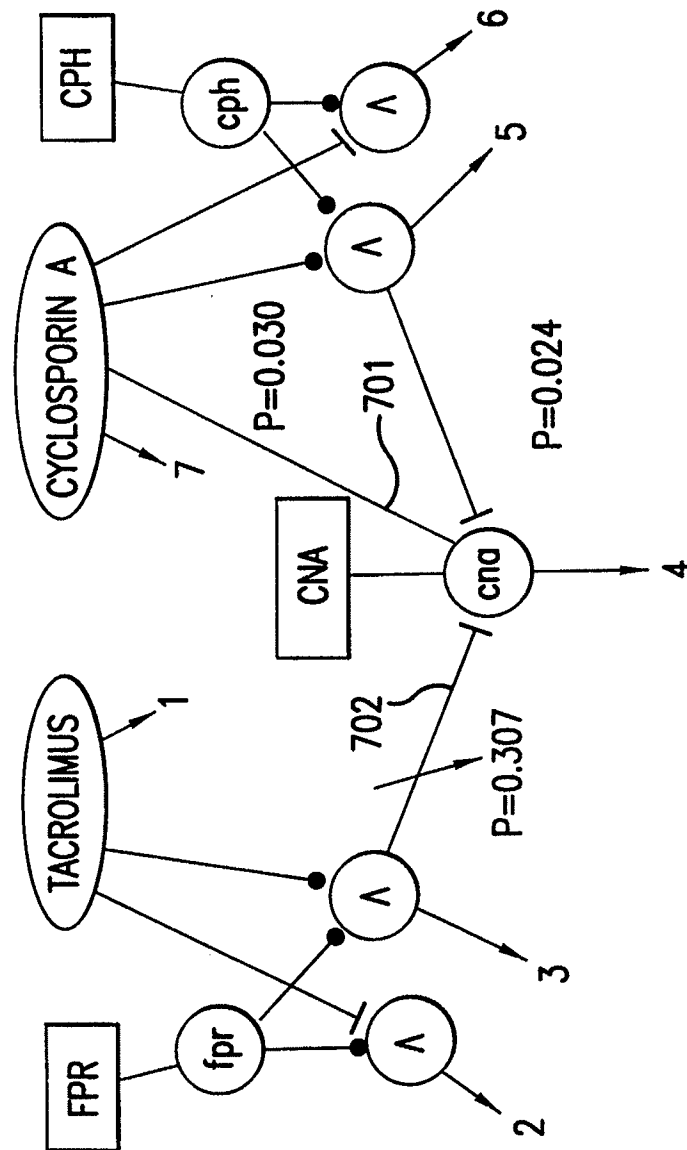 TACROLIMUS
CYCLOSPORIN A
FPR
CPH
fpr
1
7
cph
CNA
P=0.030
702
701
Λ
Λ
Λ
Λ
cna
P=0.307
P=0.024
2
3
4
5
6